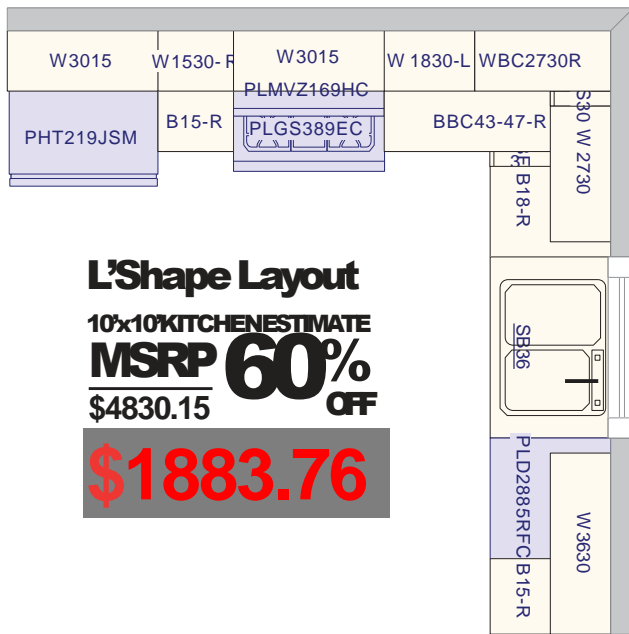 W3015
W1530-R
W3015
W 1830-L
WBC2730R
PLMVZ169HC
PHT219JSM
B15-R
PLGS389EC
BBC43-47-R
S30 W 2730
B18-R
L'Shape Layout
10'x10'KITCHENESTIMATE
MSRP 60%
$4830.15 OFF
$1883.76
SB36
PLD2885RFC B15-R
W3630